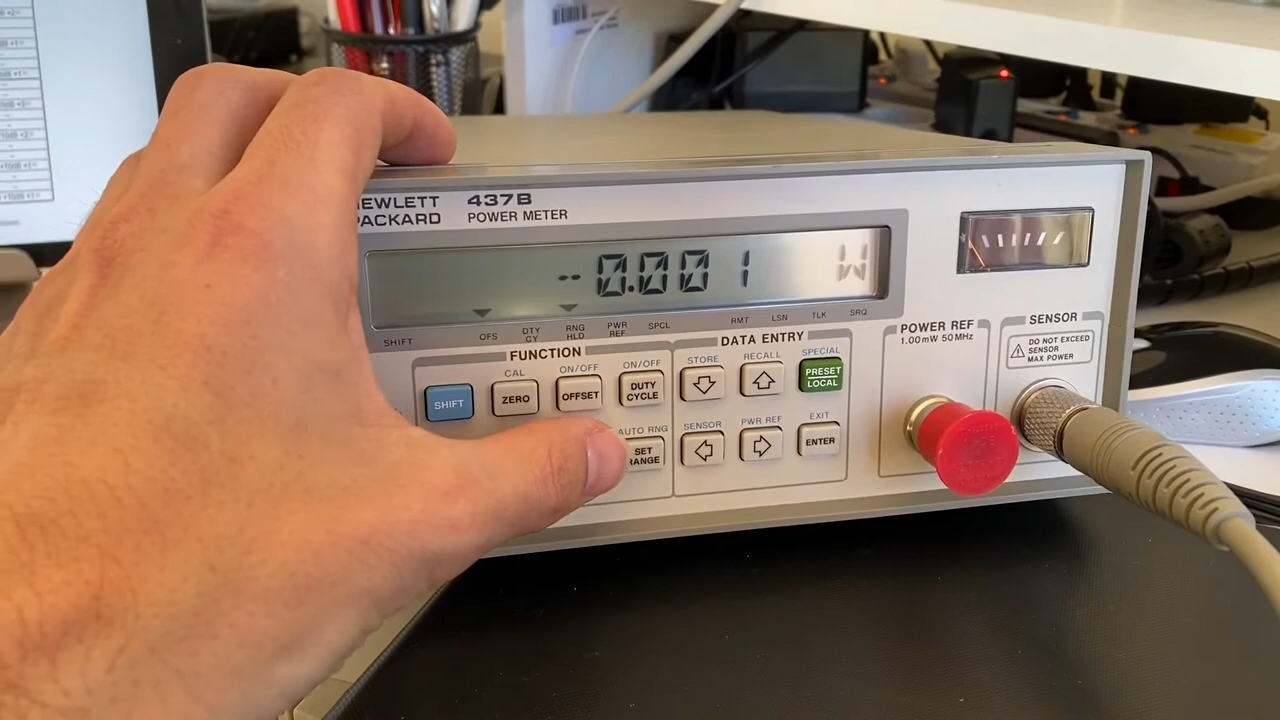 HEWLETT
PACKARD
437B
POWER METER
-0.001 W
SHIFT
OFS
DTY
CY
RNG
HLD
PWR
REF
SPCL
RMT
LSN
TLK
SRQ
FUNCTION
CAL
ON/OFF
ON/OFF
SHIFT
ZERO
OFFSET
DUTY
CYCLE
AUTO RNG
SET
RANGE
DATA ENTRY
STORE
RECALL
SPECIAL
PRESET
LOCAL
SENSOR
PWR REF
EXIT
ENTER
POWER REF
1.00mW 50MHz
SENSOR
DO NOT EXCEED
SENSOR
MAX POWER